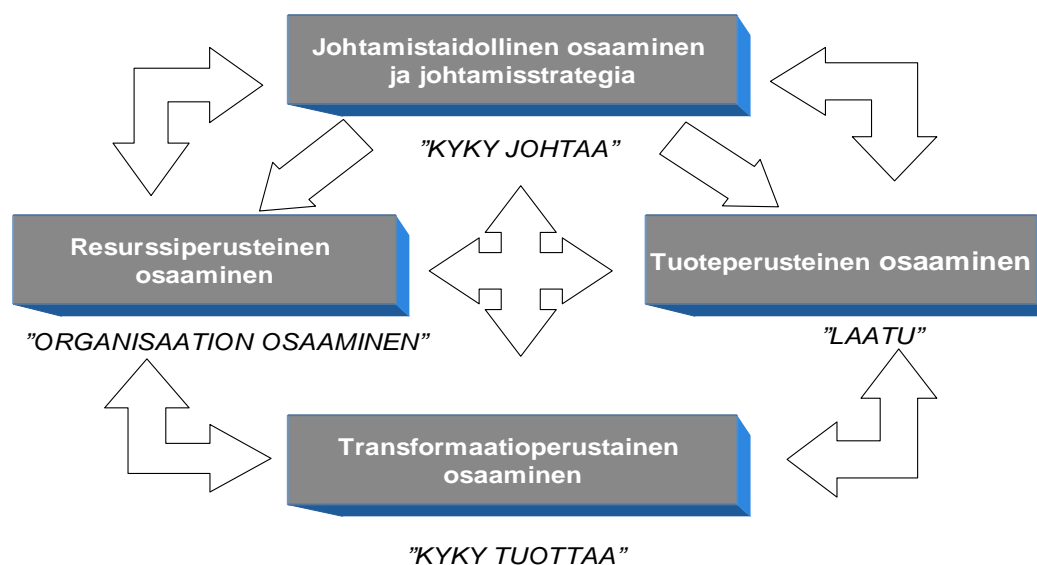 Johtamistaidollinen osaaminen
ja johtamisstrategia
”KYKY JOHTAA”
Resurssiperusteinen
osaaminen
”ORGANISAATION OSAAMINEN”
Tuoteperusteinen osaaminen
”LAATU”
Transformaatioperustainen
osaaminen
”KYKY TUOTTAA”